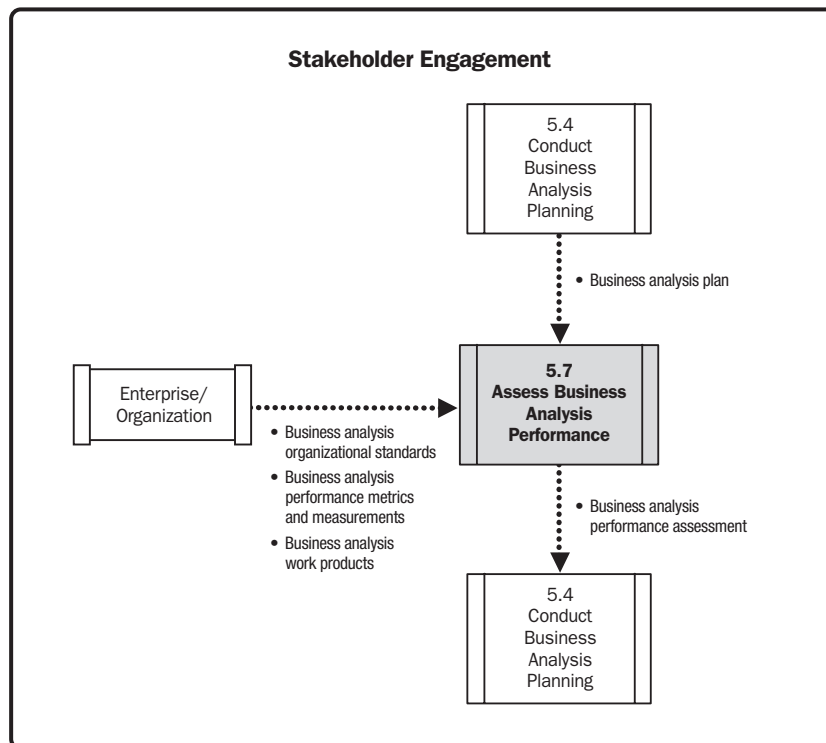 Stakeholder Engagement
5.4
Conduct
Business
Analysis
Planning
• Business analysis plan
Enterprise/
Organization
5.7
Assess Business
Analysis
Performance
• Business analysis
organizational standards
• Business analysis
performance metrics
and measurements
• Business analysis
work products
• Business analysis
performance assessment
5.4
Conduct
Business
Analysis
Planning